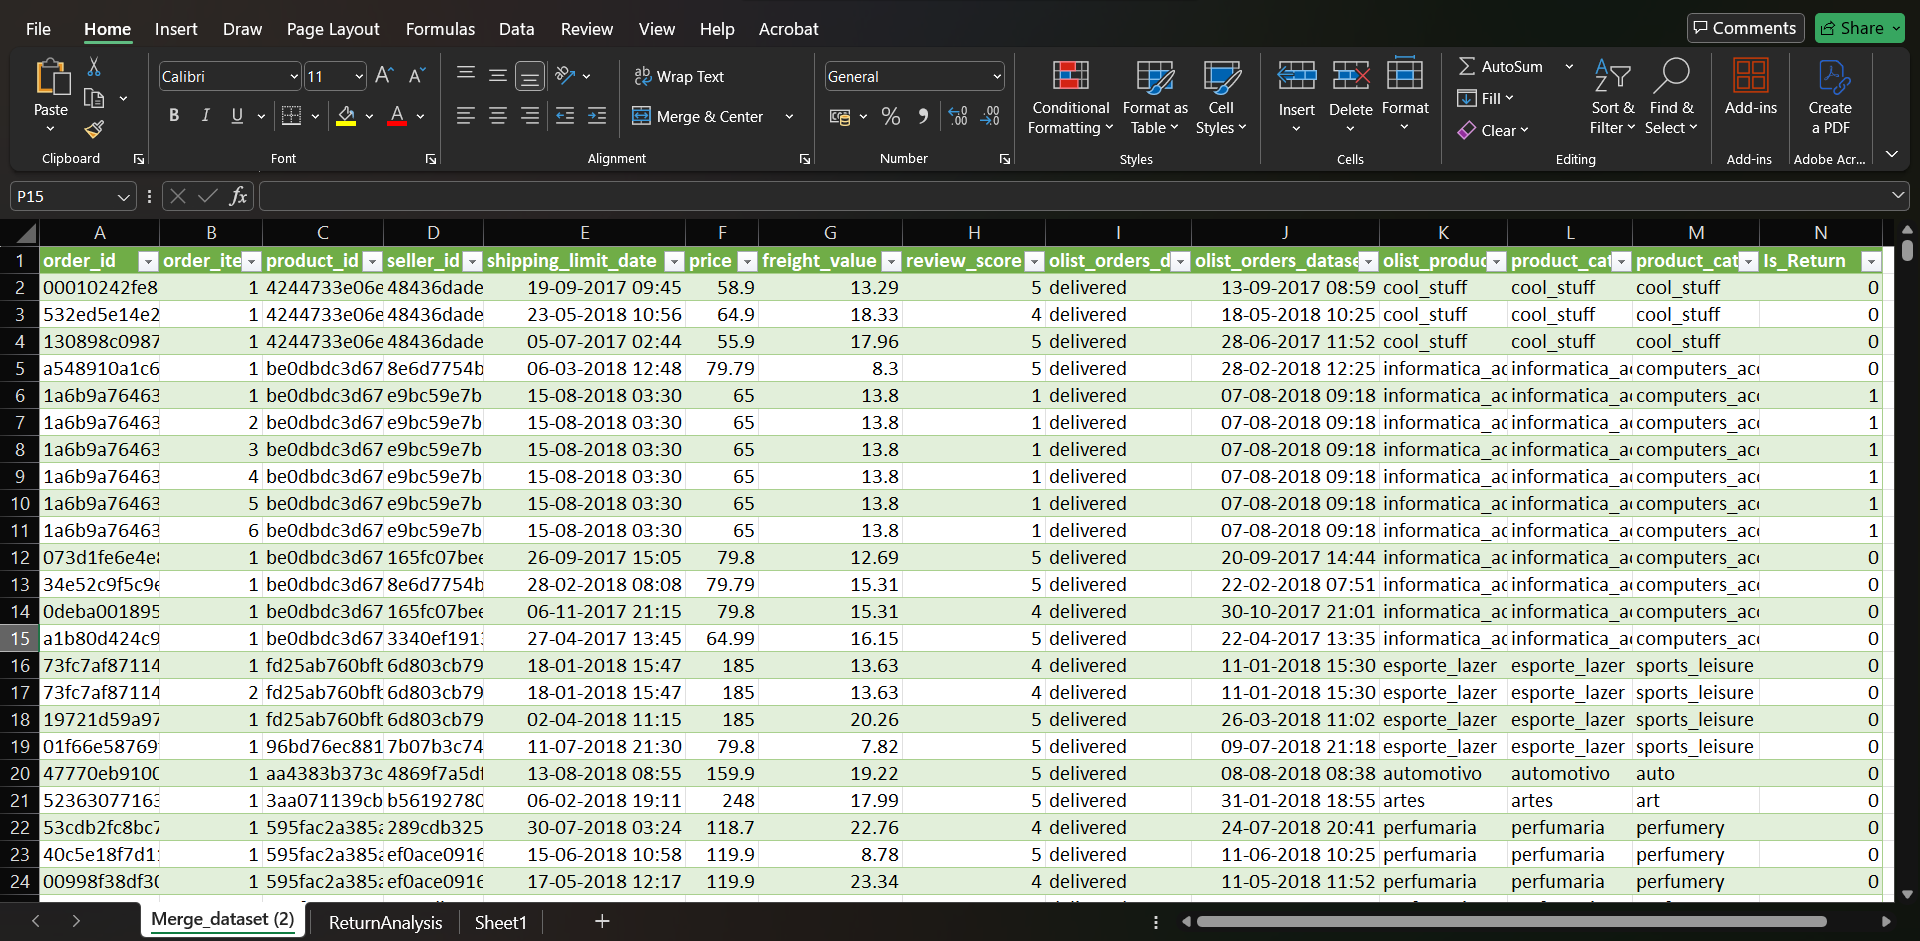 File Home Insert Draw Page Layout Formulas Data Review View Help Acrobat Comments Share
Calibri 11 Wrap Text General AutoSum
Paste Conditional Formatting Format as Table Cell Styles Insert Delete Format Fill Sort & Filter Find & Select Add-ins Create a PDF
B I U A Merge & Center % Clear
Clipboard Font Alignment Number Styles Cells Editing Add-ins Adobe Acr...
P15 fx
A B C D E F G H I J K L M N
1 order_id order_ite product_id seller_id shipping_limit_date price freight_value review_score olist_orders_d olist_orders_datase olist_produc product_cat product_cat Is_Return
2 00010242fe8 1 4244733e06e 48436dade 19-09-2017 09:45 58.9 13.29 5 delivered 13-09-2017 08:59 cool_stuff cool_stuff cool_stuff 0
3 532ed5e14e2 1 4244733e06e 48436dade 23-05-2018 10:56 64.9 18.33 4 delivered 18-05-2018 10:25 cool_stuff cool_stuff cool_stuff 0
4 130898c0987 1 4244733e06e 48436dade 05-07-2017 02:44 55.9 17.96 5 delivered 28-06-2017 11:52 cool_stuff cool_stuff cool_stuff 0
5 a548910a1c6 1 be0dbdc3d67 8e6d7754b 06-03-2018 12:48 79.79 8.3 5 delivered 28-02-2018 12:25 informatica_ac informatica_a computers_acc 0
6 1a6b9a76463 1 be0dbdc3d67 e9bc59e7b 15-08-2018 03:30 65 13.8 1 delivered 07-08-2018 09:18 informatica_ac informatica_a computers_acc 1
7 1a6b9a76463 2 be0dbdc3d67 e9bc59e7b 15-08-2018 03:30 65 13.8 1 delivered 07-08-2018 09:18 informatica_ac informatica_a computers_acc 1
8 1a6b9a76463 3 be0dbdc3d67 e9bc59e7b 15-08-2018 03:30 65 13.8 1 delivered 07-08-2018 09:18 informatica_ac informatica_a computers_acc 1
9 1a6b9a76463 4 be0dbdc3d67 e9bc59e7b 15-08-2018 03:30 65 13.8 1 delivered 07-08-2018 09:18 informatica_ac informatica_a computers_acc 1
10 1a6b9a76463 5 be0dbdc3d67 e9bc59e7b 15-08-2018 03:30 65 13.8 1 delivered 07-08-2018 09:18 informatica_ac informatica_a computers_acc 1
11 1a6b9a76463 6 be0dbdc3d67 e9bc59e7b 15-08-2018 03:30 65 13.8 1 delivered 07-08-2018 09:18 informatica_ac informatica_a computers_acc 1
12 073d1fe6e4e8 1 be0dbdc3d67 165fc07bee 26-09-2017 15:05 79.8 12.69 5 delivered 20-09-2017 14:44 informatica_ac informatica_a computers_acc 0
13 34e52c9f5c9e 1 be0dbdc3d67 8e6d7754b 28-02-2018 08:08 79.79 15.31 5 delivered 22-02-2018 07:51 informatica_ac informatica_a computers_acc 0
14 0deba001895 1 be0dbdc3d67 165fc07bee 06-11-2017 21:15 79.8 15.31 4 delivered 30-10-2017 21:01 informatica_ac informatica_a computers_acc 0
15 a1b80d424c9 1 be0dbdc3d67 3340ef1913 27-04-2017 13:45 64.99 16.15 5 delivered 22-04-2017 13:35 informatica_ac informatica_a computers_acc 0
16 73fc7af87114 1 fd25ab760bfb 6d803cb79 18-01-2018 15:47 185 13.63 4 delivered 11-01-2018 15:30 esporte_lazer esporte_lazer sports_leisure 0
17 73fc7af87114 2 fd25ab760bfb 6d803cb79 18-01-2018 15:47 185 13.63 4 delivered 11-01-2018 15:30 esporte_lazer esporte_lazer sports_leisure 0
18 19721d59a97 1 fd25ab760bfb 6d803cb79 02-04-2018 11:15 185 20.26 5 delivered 26-03-2018 11:02 esporte_lazer esporte_lazer sports_leisure 0
19 01f66e58769 1 96bd76ec881 7b07b3c74 11-07-2018 21:30 79.8 7.82 5 delivered 09-07-2018 21:18 esporte_lazer esporte_lazer sports_leisure 0
20 47770eb9100 1 aa4383b373c 4869f7a5df 13-08-2018 08:55 159.9 19.22 5 delivered 08-08-2018 08:38 automotivo automotivo auto 0
21 52363077163 1 3aa071139cb b56192780 06-02-2018 19:11 248 17.99 5 delivered 31-01-2018 18:55 artes artes art 0
22 53cdb2fc8bc7 1 595fac2a385a 289cdb325 30-07-2018 03:24 118.7 22.76 4 delivered 24-07-2018 20:41 perfumaria perfumaria perfumery 0
23 40c5e18f7d1 1 595fac2a385a ef0ace0916 15-06-2018 10:58 119.9 8.78 5 delivered 11-06-2018 10:25 perfumaria perfumaria perfumery 0
24 00998f38df30 1 595fac2a385a ef0ace0916 17-05-2018 12:17 119.9 23.34 4 delivered 11-05-2018 11:52 perfumaria perfumaria perfumery 0
Merge_dataset (2) ReturnAnalysis Sheet1